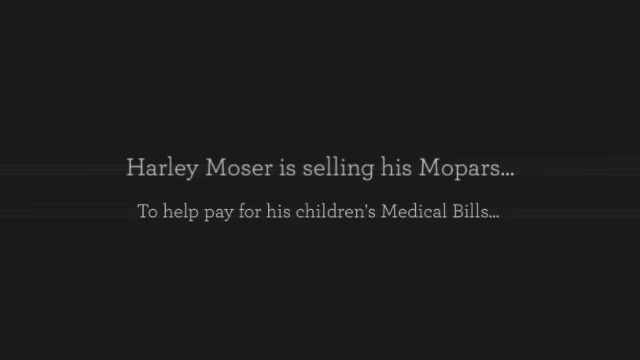 Harley Moser is selling his Mopars...
To help pay for his children's Medical Bills...